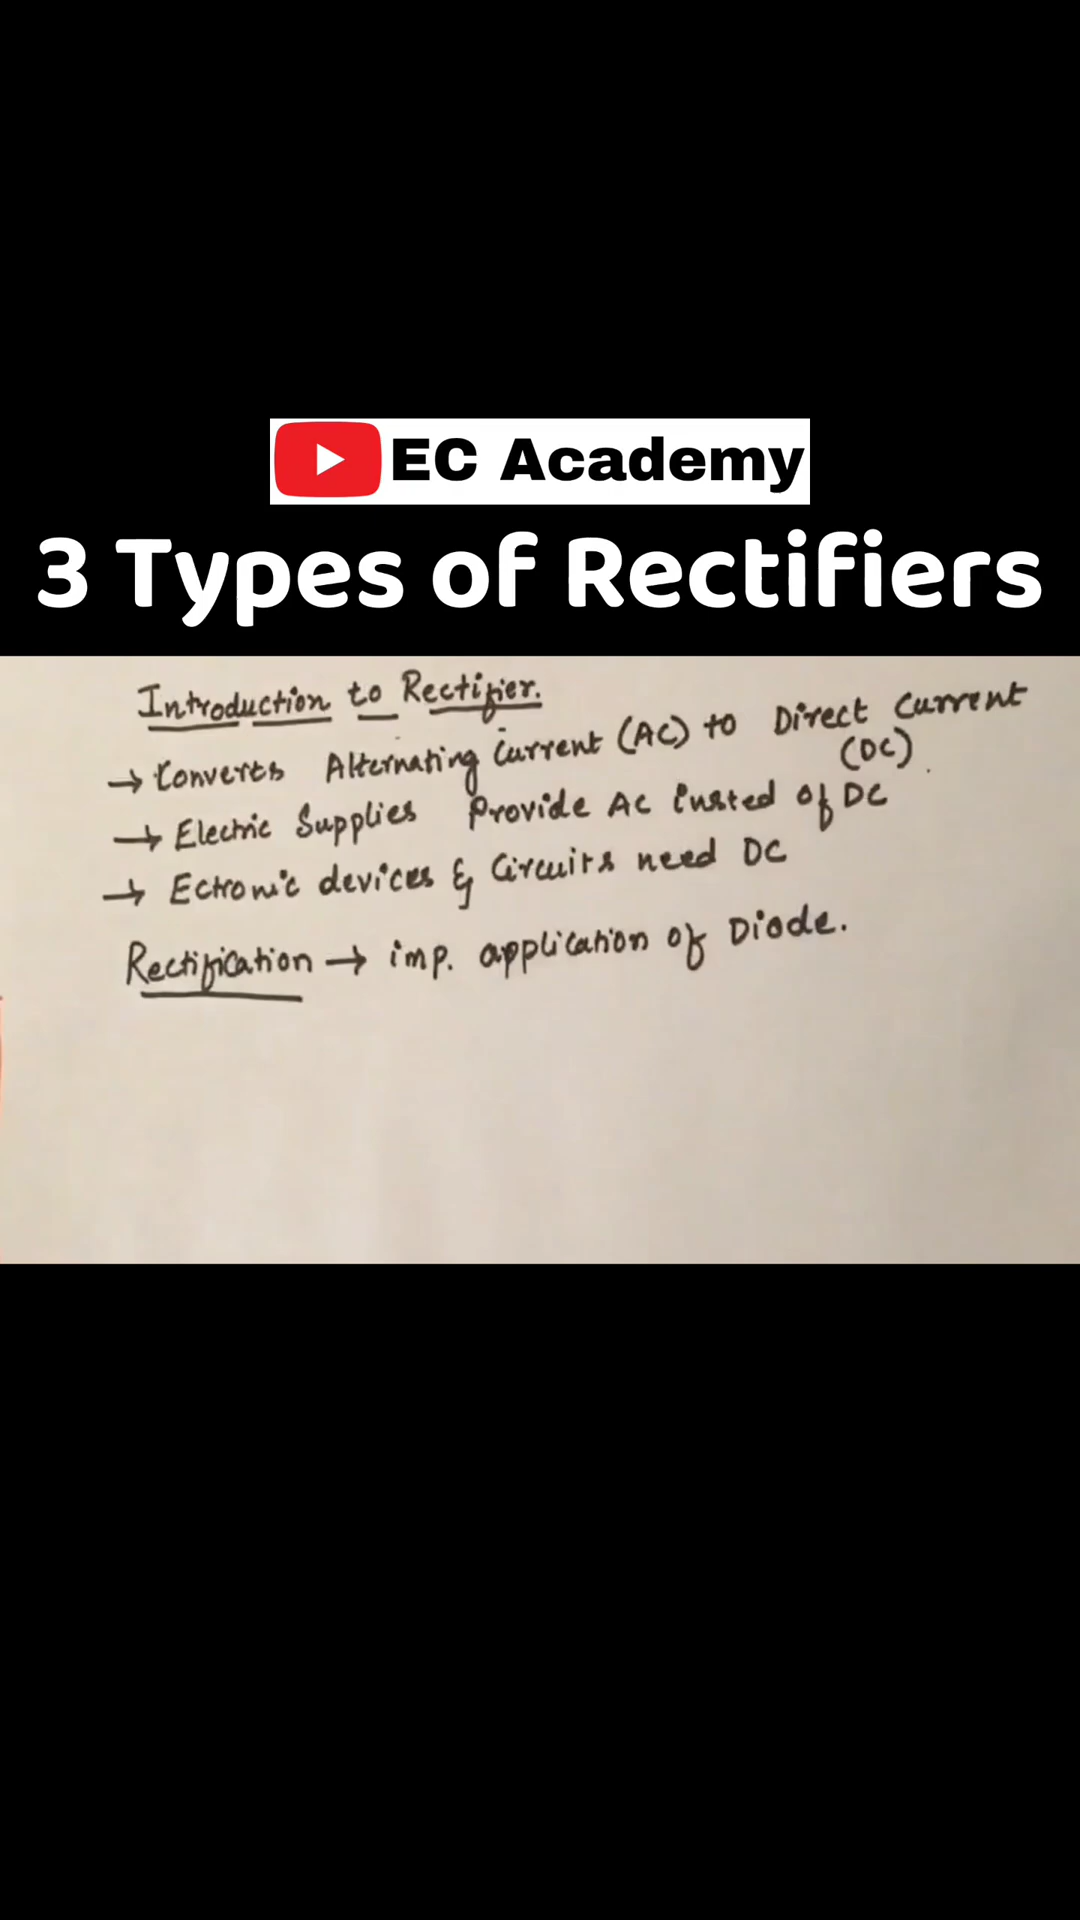 EC Academy
3 Types of Rectifiers
Introduction to Rectifier.
→ Converts Alternating Current (AC) to Direct Current
(DC)
→ Electric Supplies Provide AC Insted of DC
→ Ectronic devices & Circuits need DC
Rectification → imp. application of Diode.